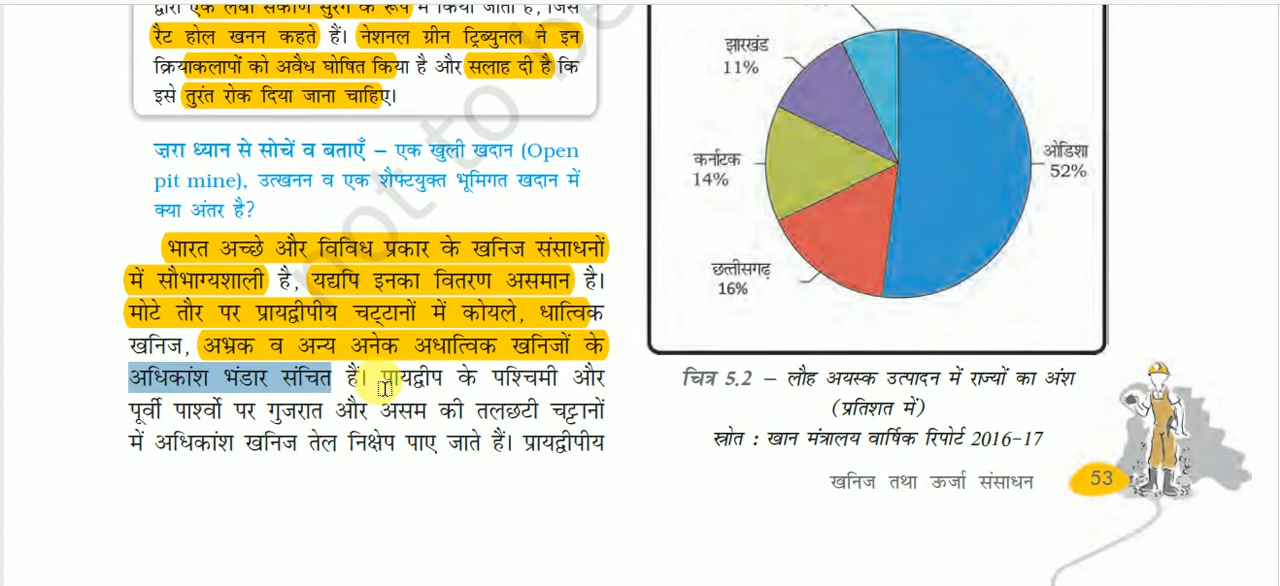 द्वारा एक लंबी संकीर्ण सुरंग के रूप में किया जाता है, जिसे
रैट होल खनन कहते हैं। नेशनल ग्रीन ट्रिब्युनल ने इन
क्रियाकलापों को अवैध घोषित किया है और सलाह दी है कि
इसे तुरंत रोक दिया जाना चाहिए।
ज़रा ध्यान से सोचें व बताएँ – एक खुली खदान (Open
pit mine), उत्खनन व एक शैफ्टयुक्त भूमिगत खदान में
क्या अंतर है?
भारत अच्छे और विविध प्रकार के खनिज संसाधनों
में सौभाग्यशाली है, यद्यपि इनका वितरण असमान है।
मोटे तौर पर प्रायद्वीपीय चट्टानों में कोयले, धात्विक
खनिज, अभ्रक व अन्य अनेक अधात्विक खनिजों के
अधिकांश भंडार संचित हैं। प्रायद्वीप के पश्चिमी और
पूर्वी पार्श्वो पर गुजरात और असम की तलछटी चट्टानों
में अधिकांश खनिज तेल निक्षेप पाए जाते हैं। प्रायद्वीपीय
not to be
झारखंड
11%
कर्नाटक
14%
छत्तीसगढ़
16%
ओडिशा
52%
चित्र 5.2 – लौह अयस्क उत्पादन में राज्यों का अंश
(प्रतिशत में)
स्रोत : खान मंत्रालय वार्षिक रिपोर्ट 2016-17
खनिज तथा ऊर्जा संसाधन
53